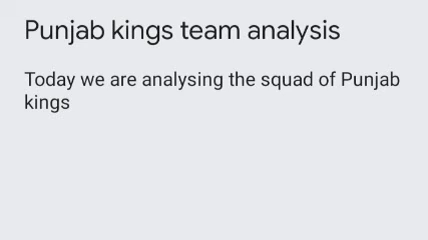 Punjab kings team analysis
Today we are analysing the squad of Punjab
kings